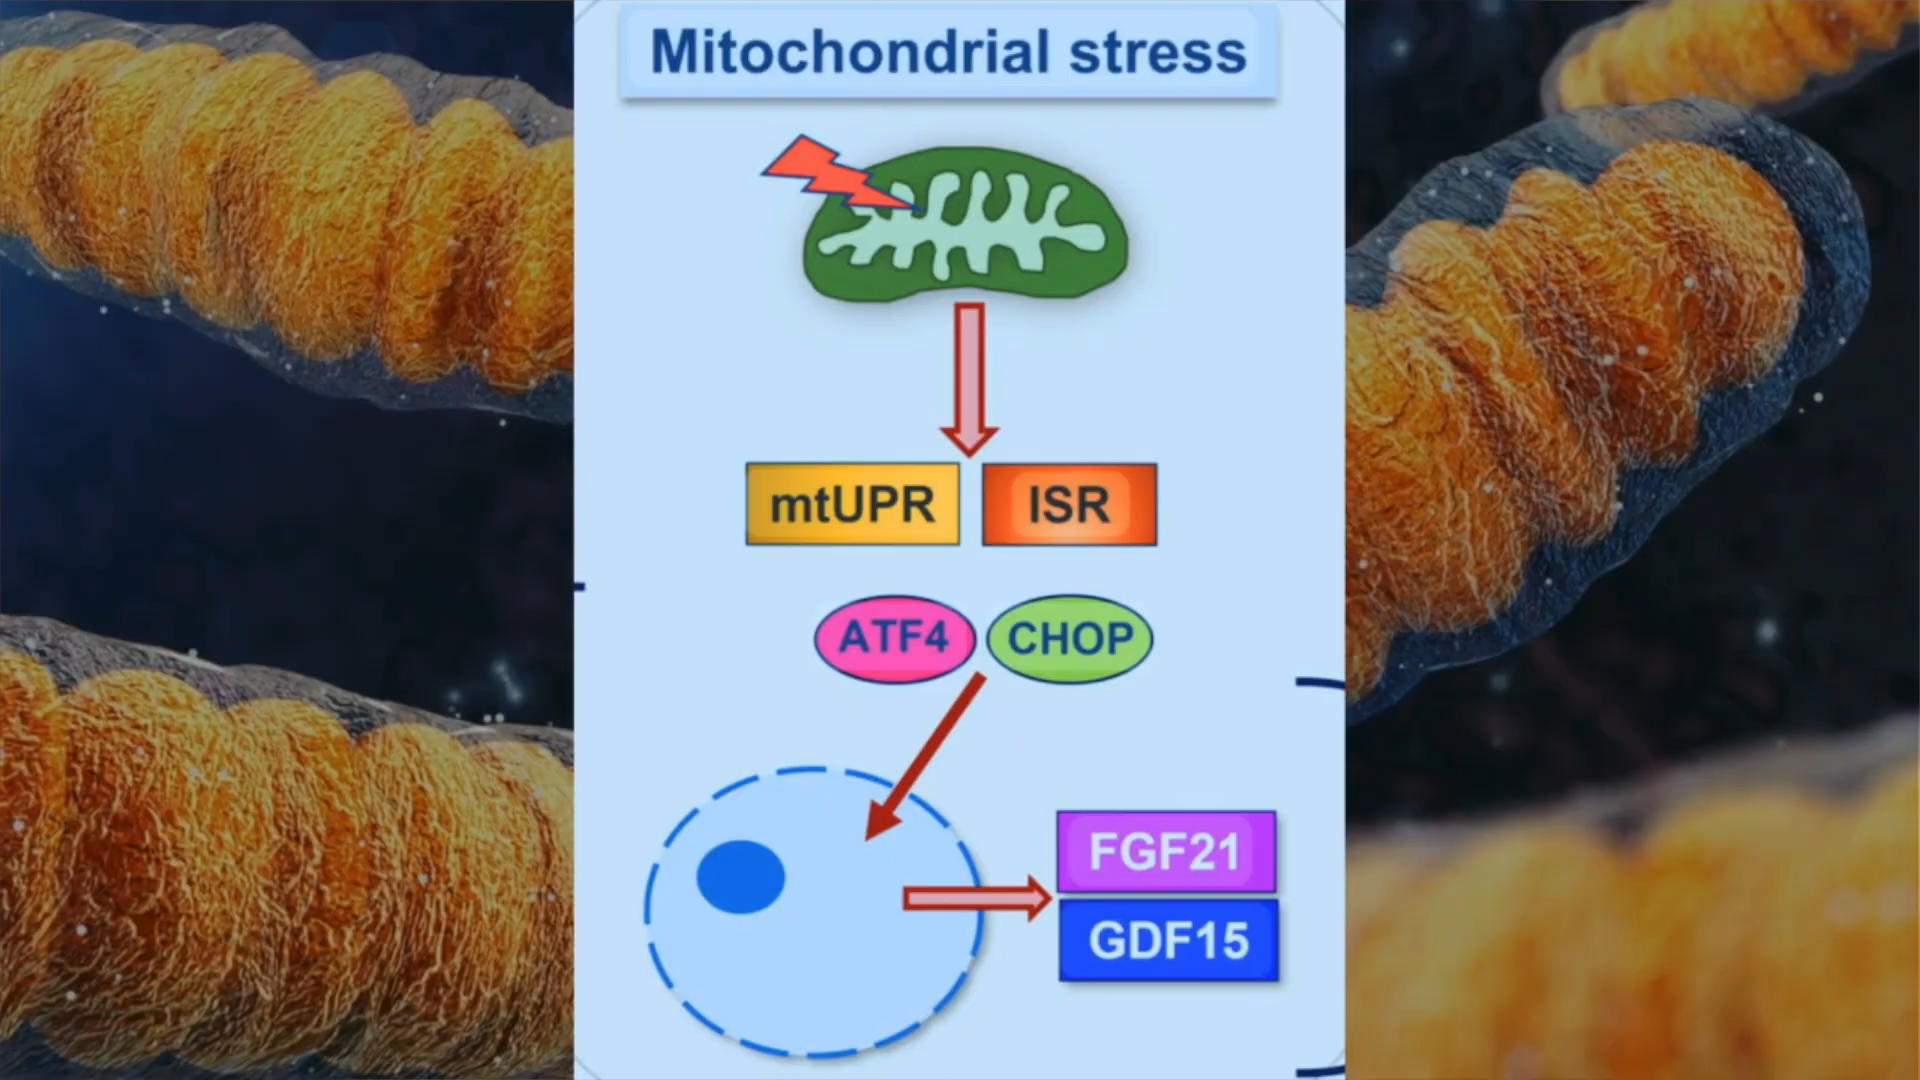 Mitochondrial stress
mtUPR
ISR
ATF4
CHOP
FGF21
GDF15